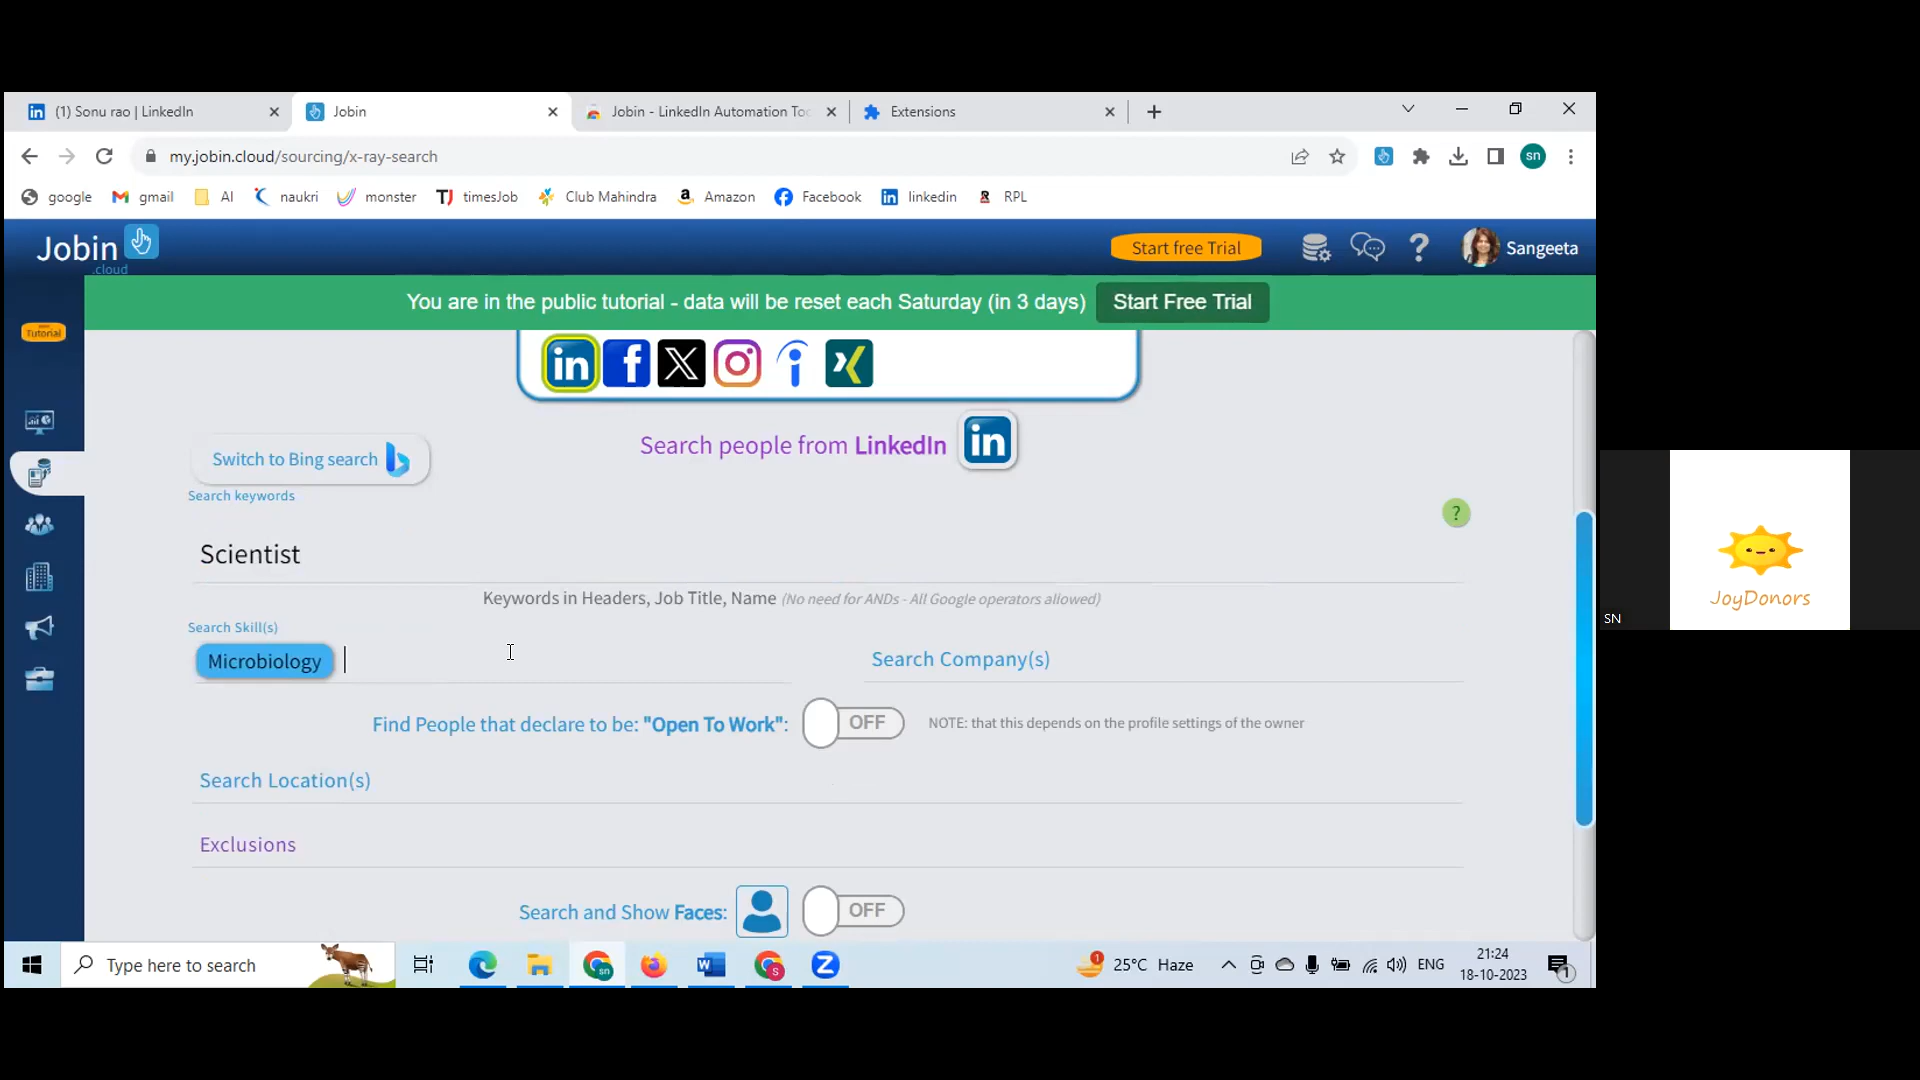 (1) Sonu rao | LinkedIn
Jobin
Jobin - LinkedIn Automation Too
Extensions
my.jobin.cloud/sourcing/x-ray-search
sn
google
gmail
AI
naukri
monster
TJ
timesJob
Club Mahindra
Amazon
Facebook
linkedin
RPL
Jobin
.cloud
Start free Trial
Sangeeta
You are in the public tutorial - data will be reset each Saturday (in 3 days)
Start Free Trial
Tutorial
Switch to Bing search
Search people from LinkedIn
Search keywords
?
Scientist
Keywords in Headers, Job Title, Name (No need for ANDs - All Google operators allowed)
Search Skill(s)
Microbiology
Search Company(s)
Find People that declare to be: "Open To Work":
OFF
NOTE: that this depends on the profile settings of the owner
Search Location(s)
Exclusions
Search and Show Faces:
OFF
Type here to search
25°C Haze
ENG
21:24
18-10-2023
JoyDonors
SN